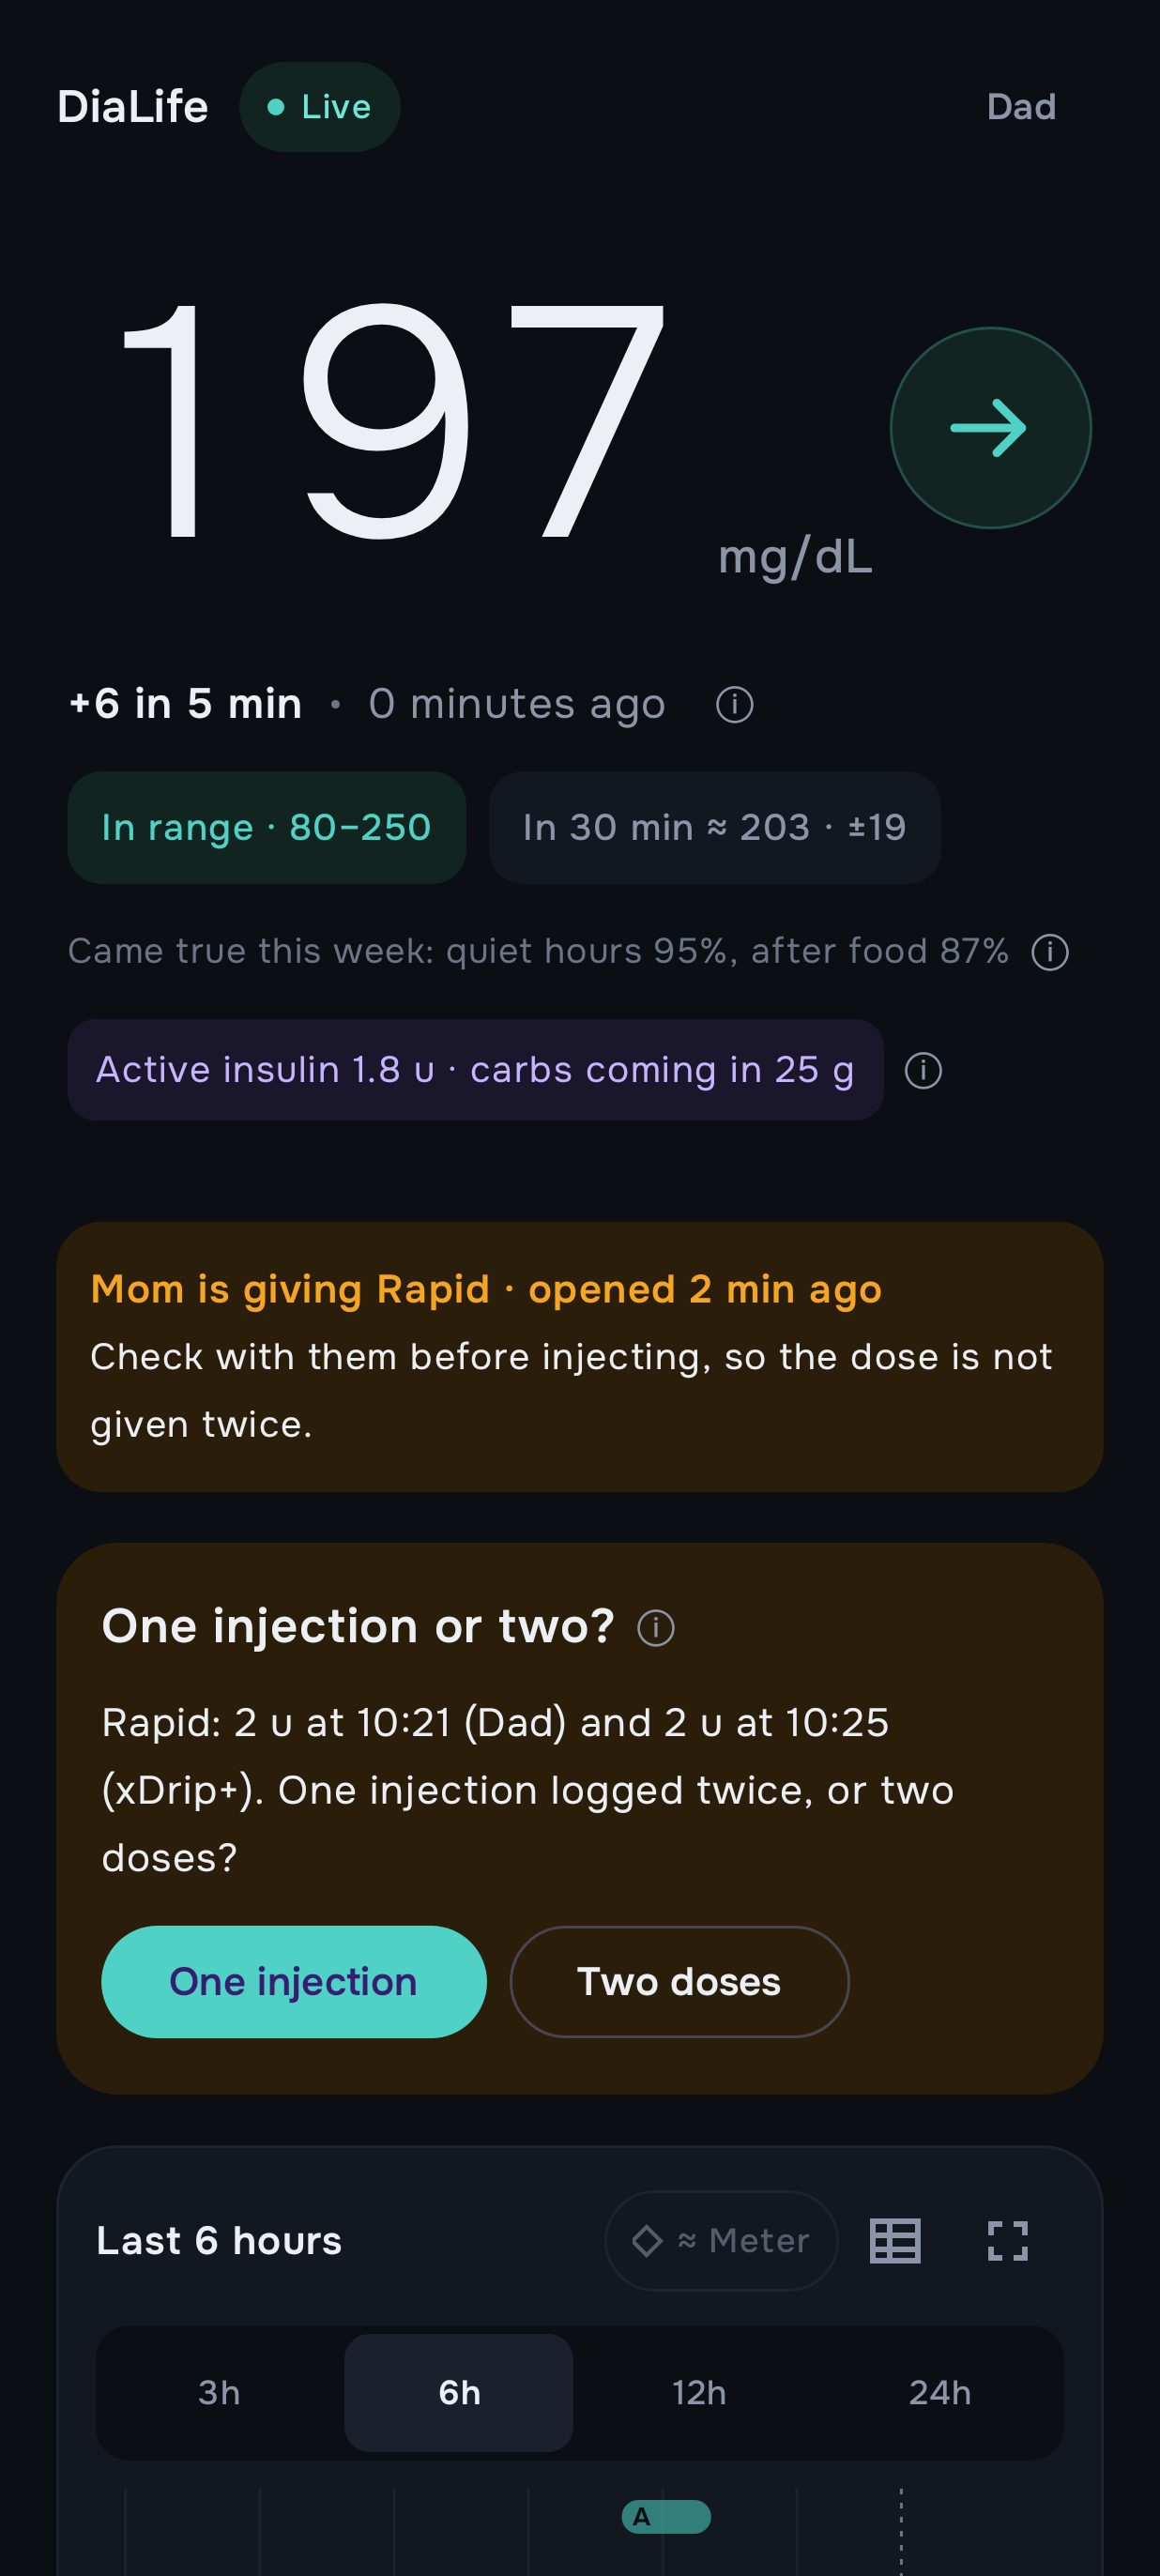 DiaLife
Live
Dad
197
mg/dL
+6 in 5 min • 0 minutes ago
In range · 80–250
In 30 min ≈ 203 · ±19
Came true this week: quiet hours 95%, after food 87%
Active insulin 1.8 u · carbs coming in 25 g
Mom is giving Rapid · opened 2 min ago
Check with them before injecting, so the dose is not
given twice.
One injection or two?
Rapid: 2 u at 10:21 (Dad) and 2 u at 10:25
(xDrip+). One injection logged twice, or two
doses?
One injection
Two doses
Last 6 hours
≈ Meter
3h
6h
12h
24h
A